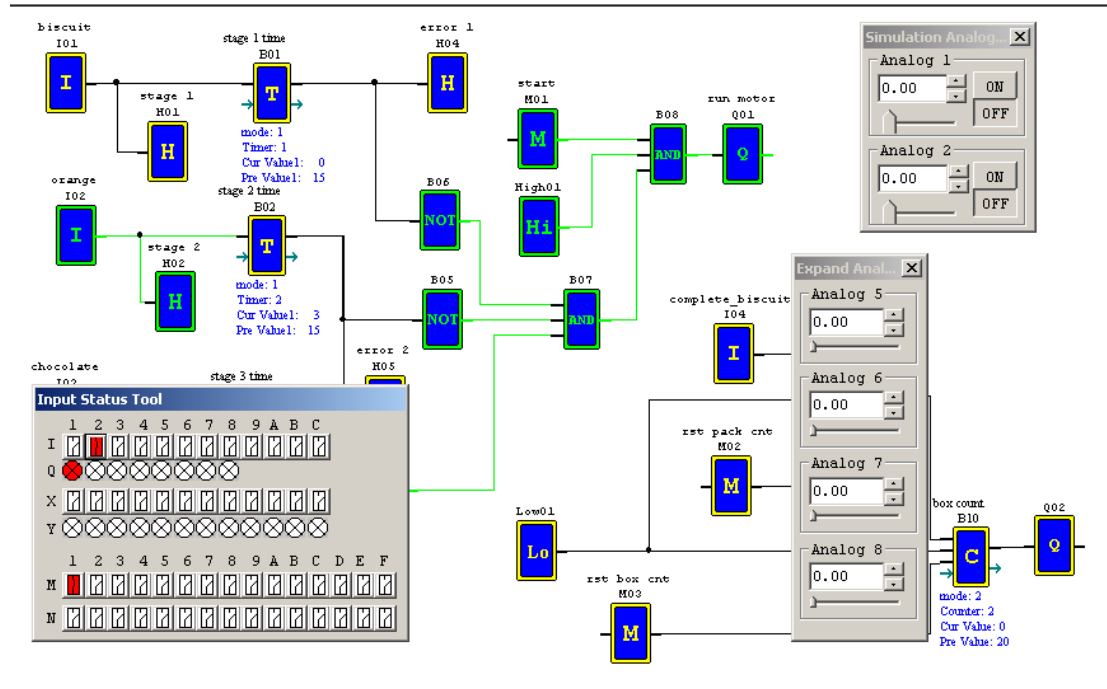 biscuit
I01
I
stage 1
H01
H
stage 1 time
B01
T
mode: 1
Timer: 1
Cur Value1: 0
Pre Value1: 15
error 1
H04
H
start
M01
M
High01
Hi
B08
AND
run motor
Q01
Q
Simulation Analog... X
Analog 1
0.00
ON
OFF
Analog 2
0.00
ON
OFF
orange
I02
I
stage 2
H02
H
stage 2 time
B02
T
mode: 1
Timer: 2
Cur Value1: 3
Pre Value1: 15
B06
NOT
B05
NOT
B07
AND
error 2
H05
chocolate
stage 3 time
complete_biscuit
I04
I
Expand Anal... X
Analog 5
0.00
Analog 6
0.00
Analog 7
0.00
Analog 8
0.00
rst pack cnt
M02
M
Low01
Lo
rst box cnt
M03
M
box count
B10
C
mode: 2
Counter: 2
Cur Value: 0
Pre Value: 20
Q02
Q
Input Status Tool
1 2 3 4 5 6 7 8 9 A B C
I
Q
X
Y
1 2 3 4 5 6 7 8 9 A B C D E F
M
N